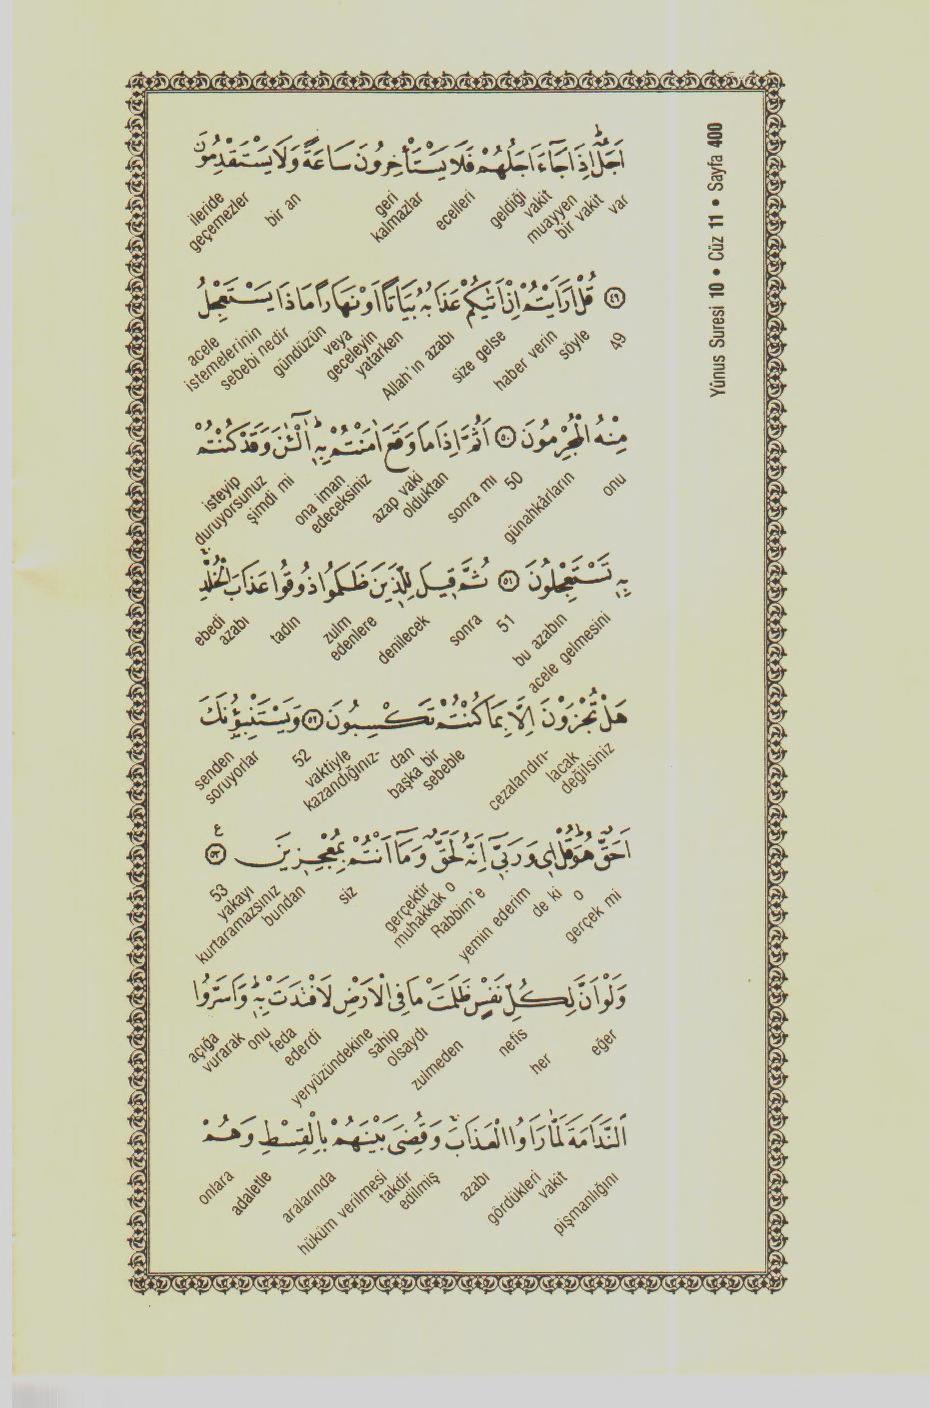 Yûnus Suresi 10 • Cüz 11 • Sayfa 400
اَجَلٌۜ اِذَا جَٓاءَ اَجَلُهُمْ فَلَا يَسْتَأْخِرُونَ سَاعَةً وَلَا يَسْتَقْدِمُونَ
var
muayyen bir vakit
geldiği vakit
ecelleri
geri kalmazlar
bir an
ileride geçemezler
﴿٤٩﴾ قُلْ اَرَاَيْتُمْ اِنْ اَتٰيكُمْ عَذَابُهُ بَيَاتًا اَوْ نَهَارًا مَاذَا يَسْتَعْجِلُ
49
söyle
haber verin
size gelse
Allah'ın azabı
geceleyin yatarken
veya
gündüzün
acele istemelerinin sebebi nedir
مِنْهُ الْمُجْرِمُونَ ﴿٥٠﴾ اَثُمَّ اِذَا مَا وَقَعَ اٰمَنْتُمْ بِهٖۜ اٰلْـٰٔنَ وَقَدْ كُنْتُمْ
onu
günahkârların
50
sonra mı
azap vaki olduktan
ona iman edeceksiniz
şimdi mi
isteyip duruyorsunuz
بِهٖ تَسْتَعْجِلُونَ ﴿٥١﴾ ثُمَّ قٖيلَ لِلَّذٖينَ ظَلَمُوا ذُوقُوا عَذَابَ الْخُلْدِ
bu azabın acele gelmesini
51
sonra
denilecek
zulm edenlere
tadın
ebedi azabı
هَلْ تُجْزَوْنَ اِلَّا بِمَا كُنْتُمْ تَكْسِبُونَ ﴿٥٢﴾ وَيَسْتَنْبِؤُ۫نَكَ
cezalandırı- lacak değilsiniz
dan başka bir sebeble
vaktiyle kazandığınız-
52
senden soruyorlar
اَحَقٌّ هُوَۜ قُلْ اٖي وَرَبّٖٓي اِنَّهُ لَحَقٌّ وَمَٓا اَنْتُمْ بِمُعْجِزٖينَ ﴿٥٣﴾ ع
gerçek mi
o
de ki
yemin ederim
Rabbim'e
muhakkak o gerçektir
siz
bundan yakayı kurtaramazsınız
53
وَلَوْ اَنَّ لِكُلِّ نَفْسٍ ظَلَمَتْ مَا فِي الْاَرْضِ لَافْتَدَتْ بِهٖۜ وَاَسَرُّوا
eğer
her
nefis
zulmeden
yeryüzündekine sahip olsaydı
feda ederdi
onu
açığa vurarak
النَّدَامَةَ لَمَّا رَاَوُا الْعَذَابَ وَقُضِيَ بَيْنَهُمْ بِالْقِسْطِ وَهُمْ
pişmanlığını
gördükleri vakit
azabı
hüküm verilmesi takdir edilmiş
aralarında
adaletle
onlara